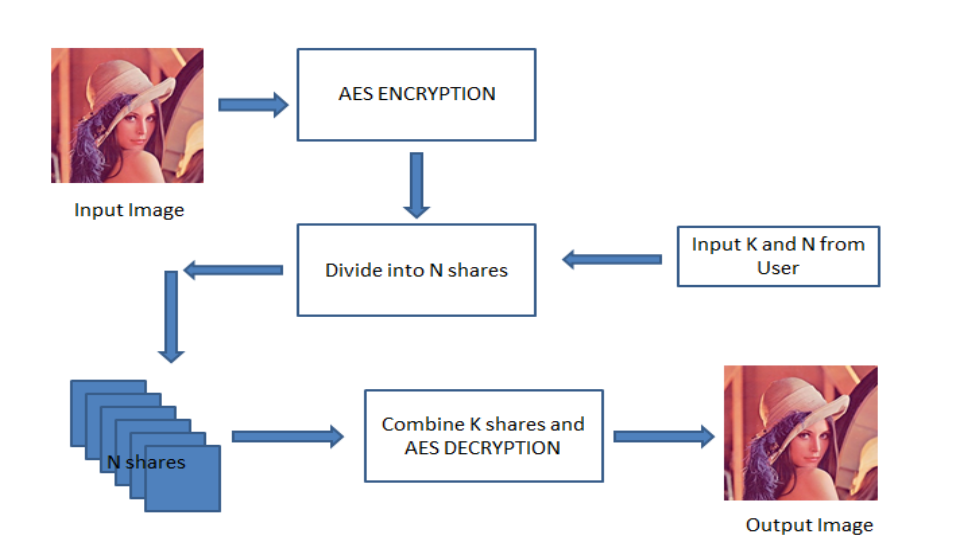 AES ENCRYPTION
Input Image
Divide into N shares
Input K and N from
User
N shares
Combine K shares and
AES DECRYPTION
Output Image